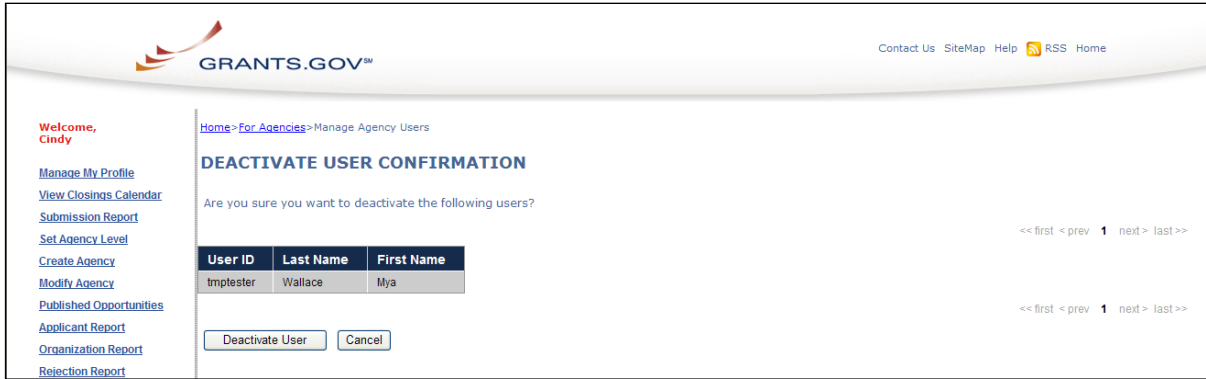 GRANTS.GOV℠
Contact Us SiteMap Help RSS Home
Welcome,
Cindy
Manage My Profile
View Closings Calendar
Submission Report
Set Agency Level
Create Agency
Modify Agency
Published Opportunities
Applicant Report
Organization Report
Rejection Report
Home>For Agencies>Manage Agency Users
DEACTIVATE USER CONFIRMATION
Are you sure you want to deactivate the following users?
<< first < prev 1 next > last >>
User ID Last Name First Name
tmptester Wallace Mya
<< first < prev 1 next > last >>
Deactivate User Cancel